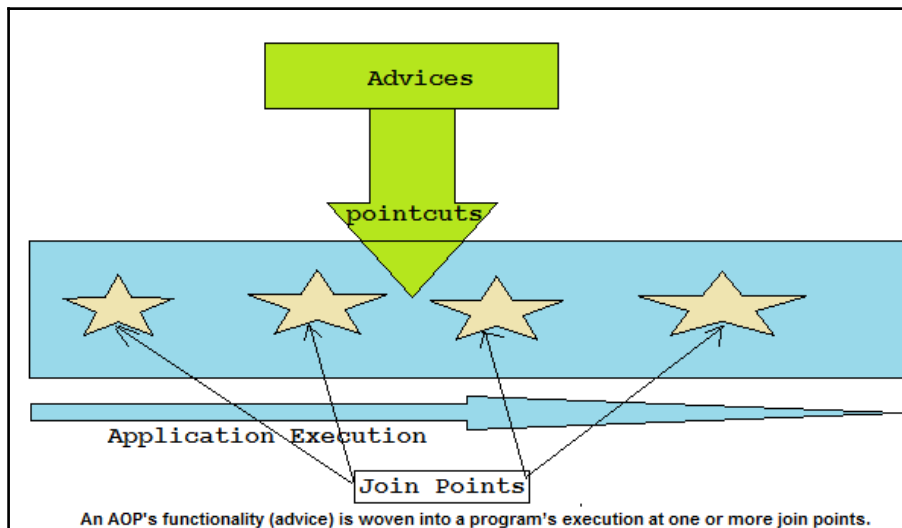 Advices
pointcuts
Application Execution
Join Points
An AOP's functionality (advice) is woven into a program's execution at one or more join points.